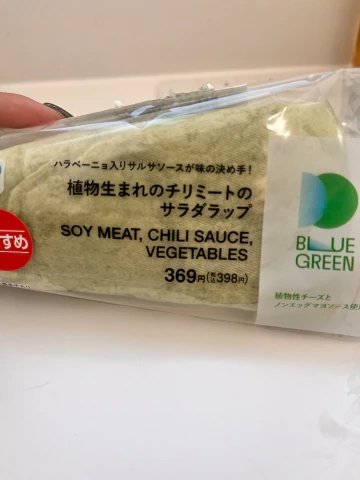 ハラペーニョ入りサルサソースが味の決め手！
植物生まれのチリミートの
サラダラップ
SOY MEAT, CHILI SAUCE,
VEGETABLES
369円(税込398円)
すめ
BLUE
GREEN
植物性チーズと
ノンエッグマヨソース使